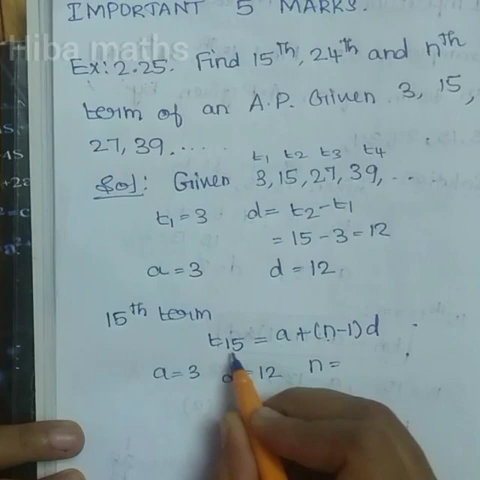 IMPORTANT 5 MARKS.
Hiba maths
Ex: 2.25. Find 15th, 24th and nth
term of an A.P. Given 3, 15,
27, 39.....
t1 t2 t3 t4
Sol: Given 3, 15, 27, 39, ...
t1 = 3 d = t2 - t1
= 15 - 3 = 12
a = 3 d = 12
15th term
t15 = a + (n-1) d
a = 3 = 12 n =